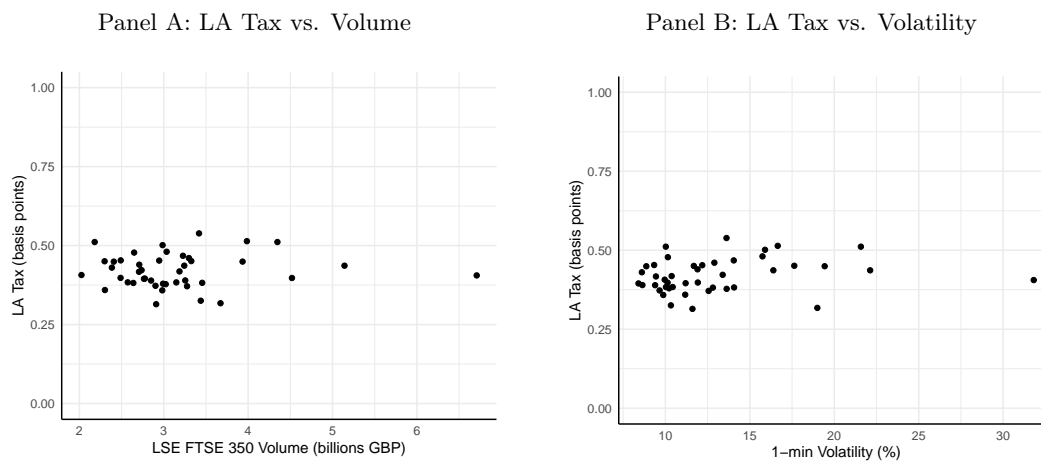 Panel A: LA Tax vs. Volume
1.00
0.75
0.50
0.25
0.00
LA Tax (basis points)
2 3 4 5 6
LSE FTSE 350 Volume (billions GBP)
Panel B: LA Tax vs. Volatility
1.00
0.75
0.50
0.25
0.00
LA Tax (basis points)
10 15 20 25 30
1−min Volatility (%)